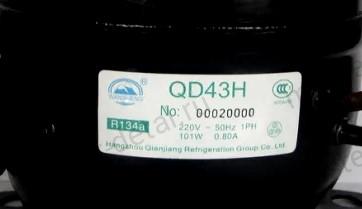 QD43H
No: 00020000
R134a
220V ~ 50Hz 1PH
101W 0.80A
Hangzhou Qianjiang Refrigeration Group Co. Ltd